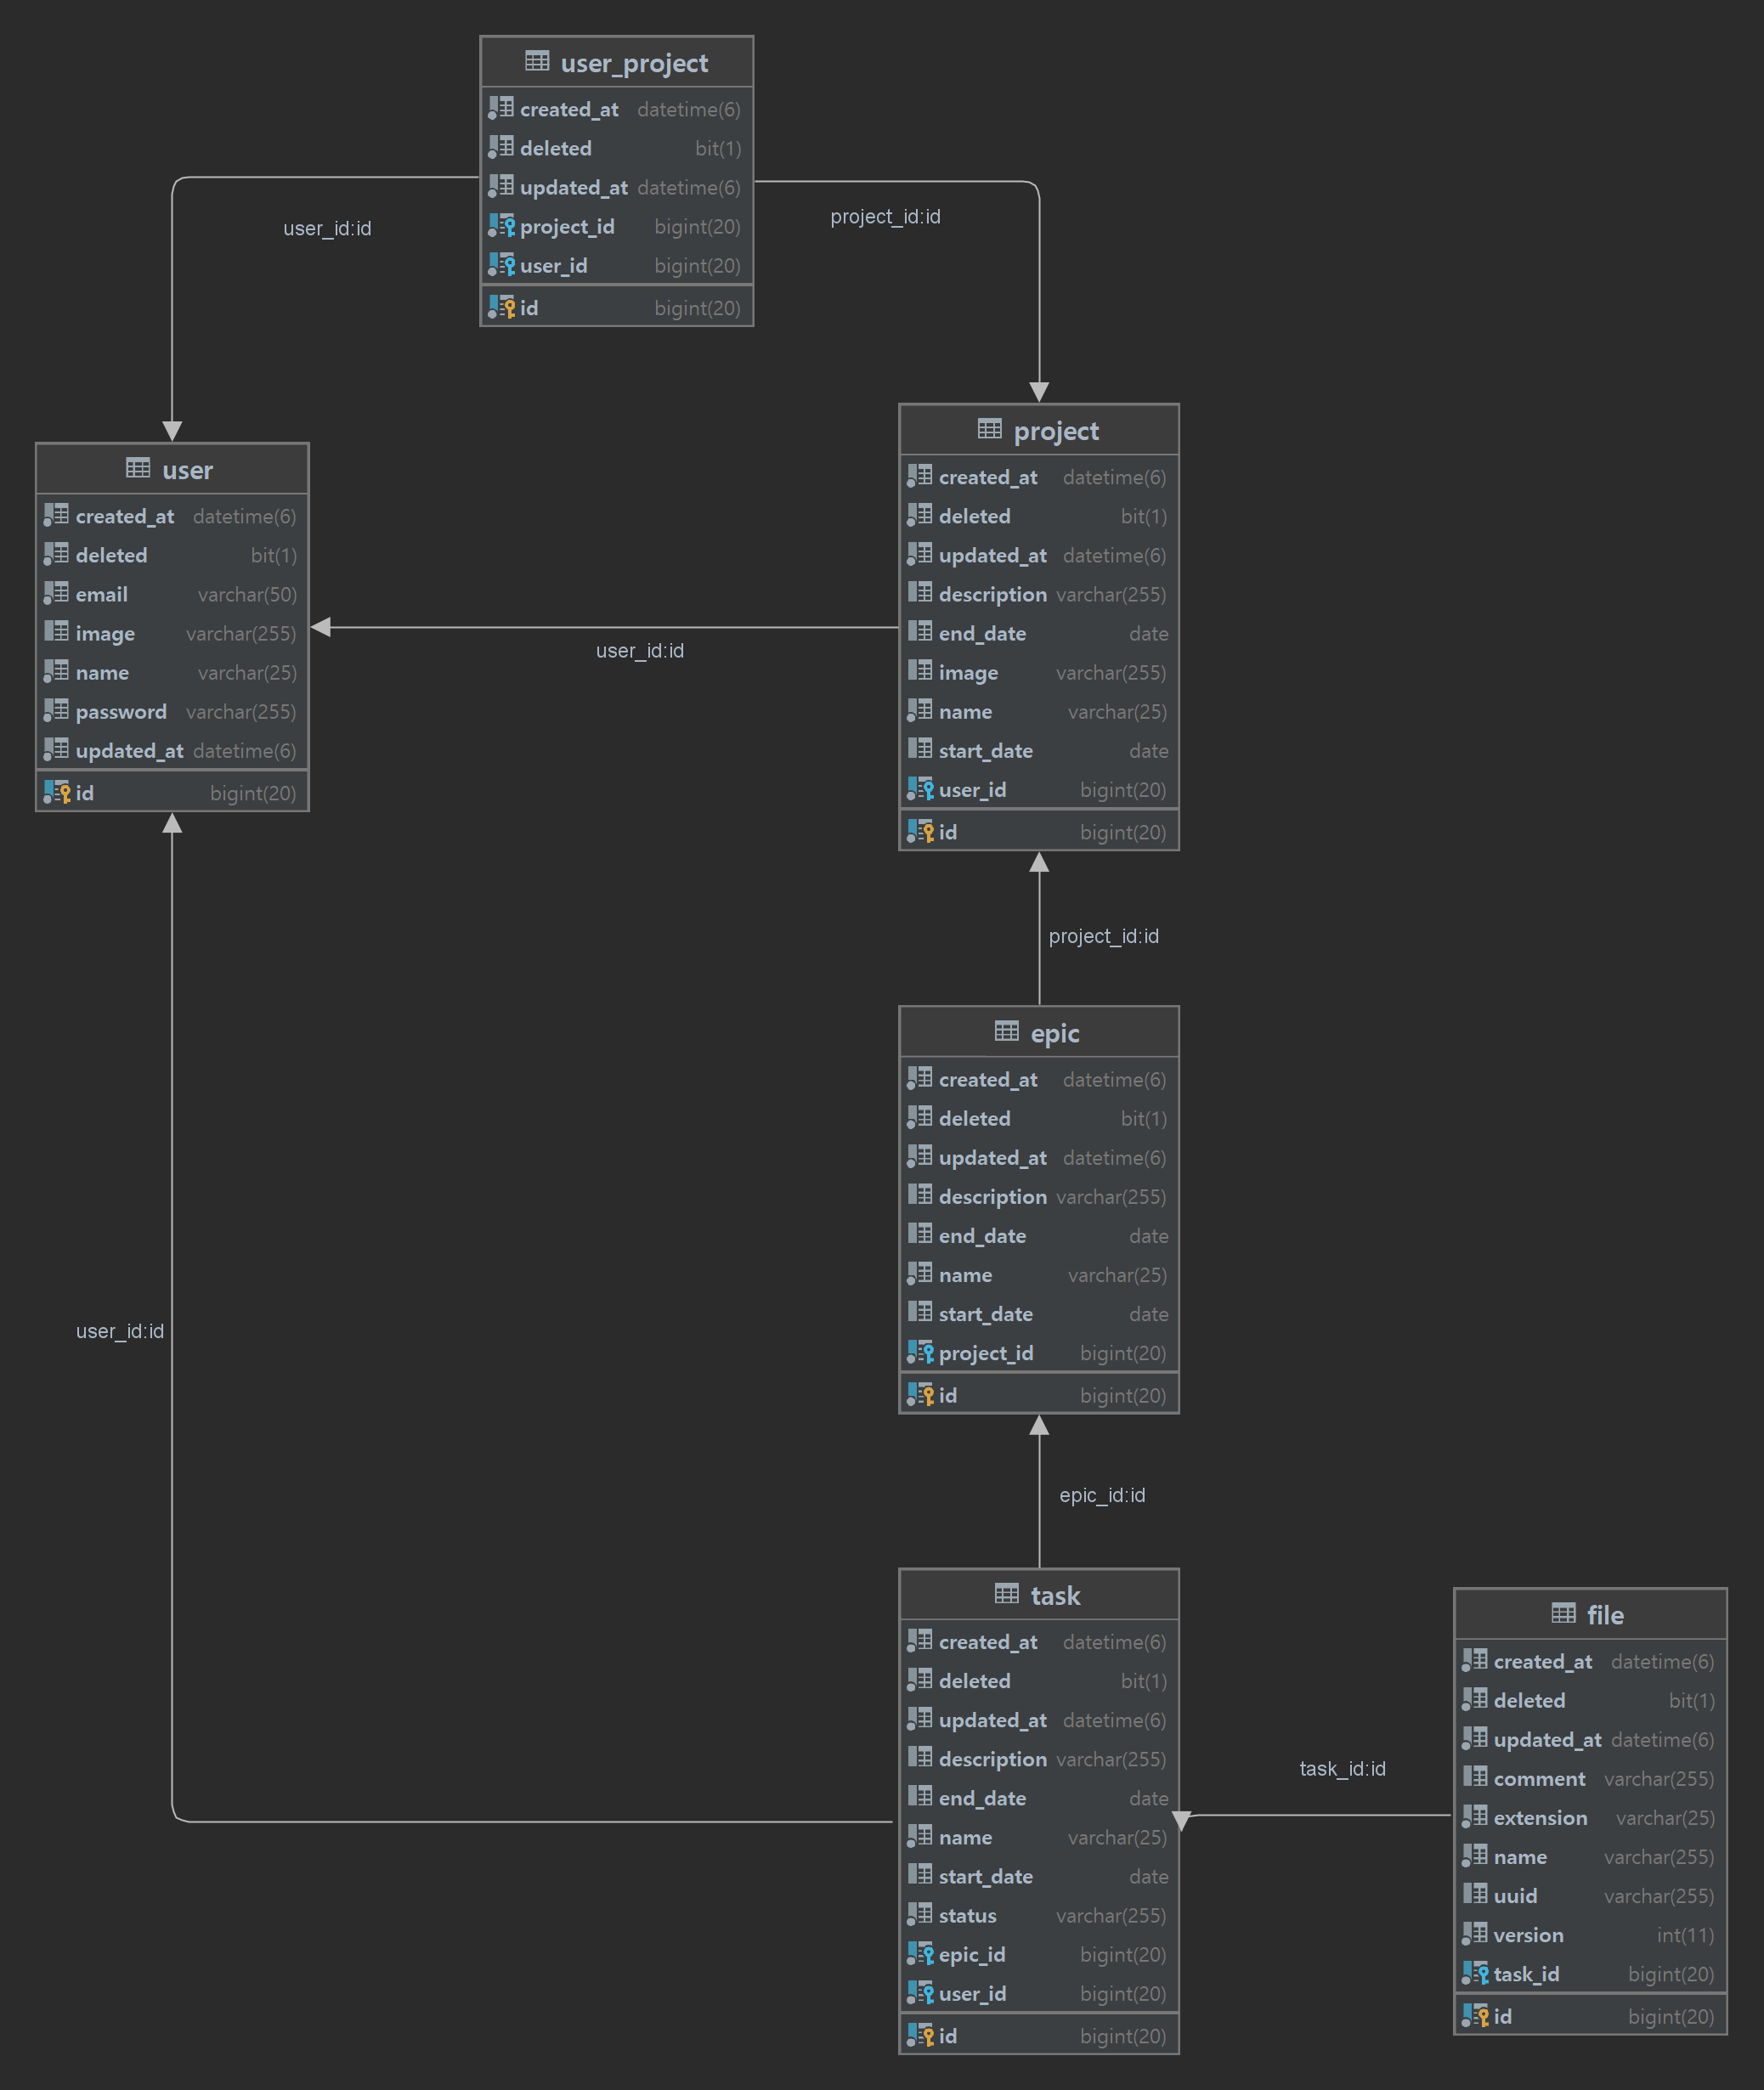 user_project
created_at datetime(6)
deleted bit(1)
updated_at datetime(6)
project_id bigint(20)
user_id bigint(20)
id bigint(20)
user_id:id
project_id:id
user
created_at datetime(6)
deleted bit(1)
email varchar(50)
image varchar(255)
name varchar(25)
password varchar(255)
updated_at datetime(6)
id bigint(20)
user_id:id
project
created_at datetime(6)
deleted bit(1)
updated_at datetime(6)
description varchar(255)
end_date date
image varchar(255)
name varchar(25)
start_date date
user_id bigint(20)
id bigint(20)
project_id:id
epic
created_at datetime(6)
deleted bit(1)
updated_at datetime(6)
description varchar(255)
end_date date
name varchar(25)
start_date date
project_id bigint(20)
id bigint(20)
user_id:id
epic_id:id
task
created_at datetime(6)
deleted bit(1)
updated_at datetime(6)
description varchar(255)
end_date date
name varchar(25)
start_date date
status varchar(255)
epic_id bigint(20)
user_id bigint(20)
id bigint(20)
task_id:id
file
created_at datetime(6)
deleted bit(1)
updated_at datetime(6)
comment varchar(255)
extension varchar(25)
name varchar(255)
uuid varchar(255)
version int(11)
task_id bigint(20)
id bigint(20)